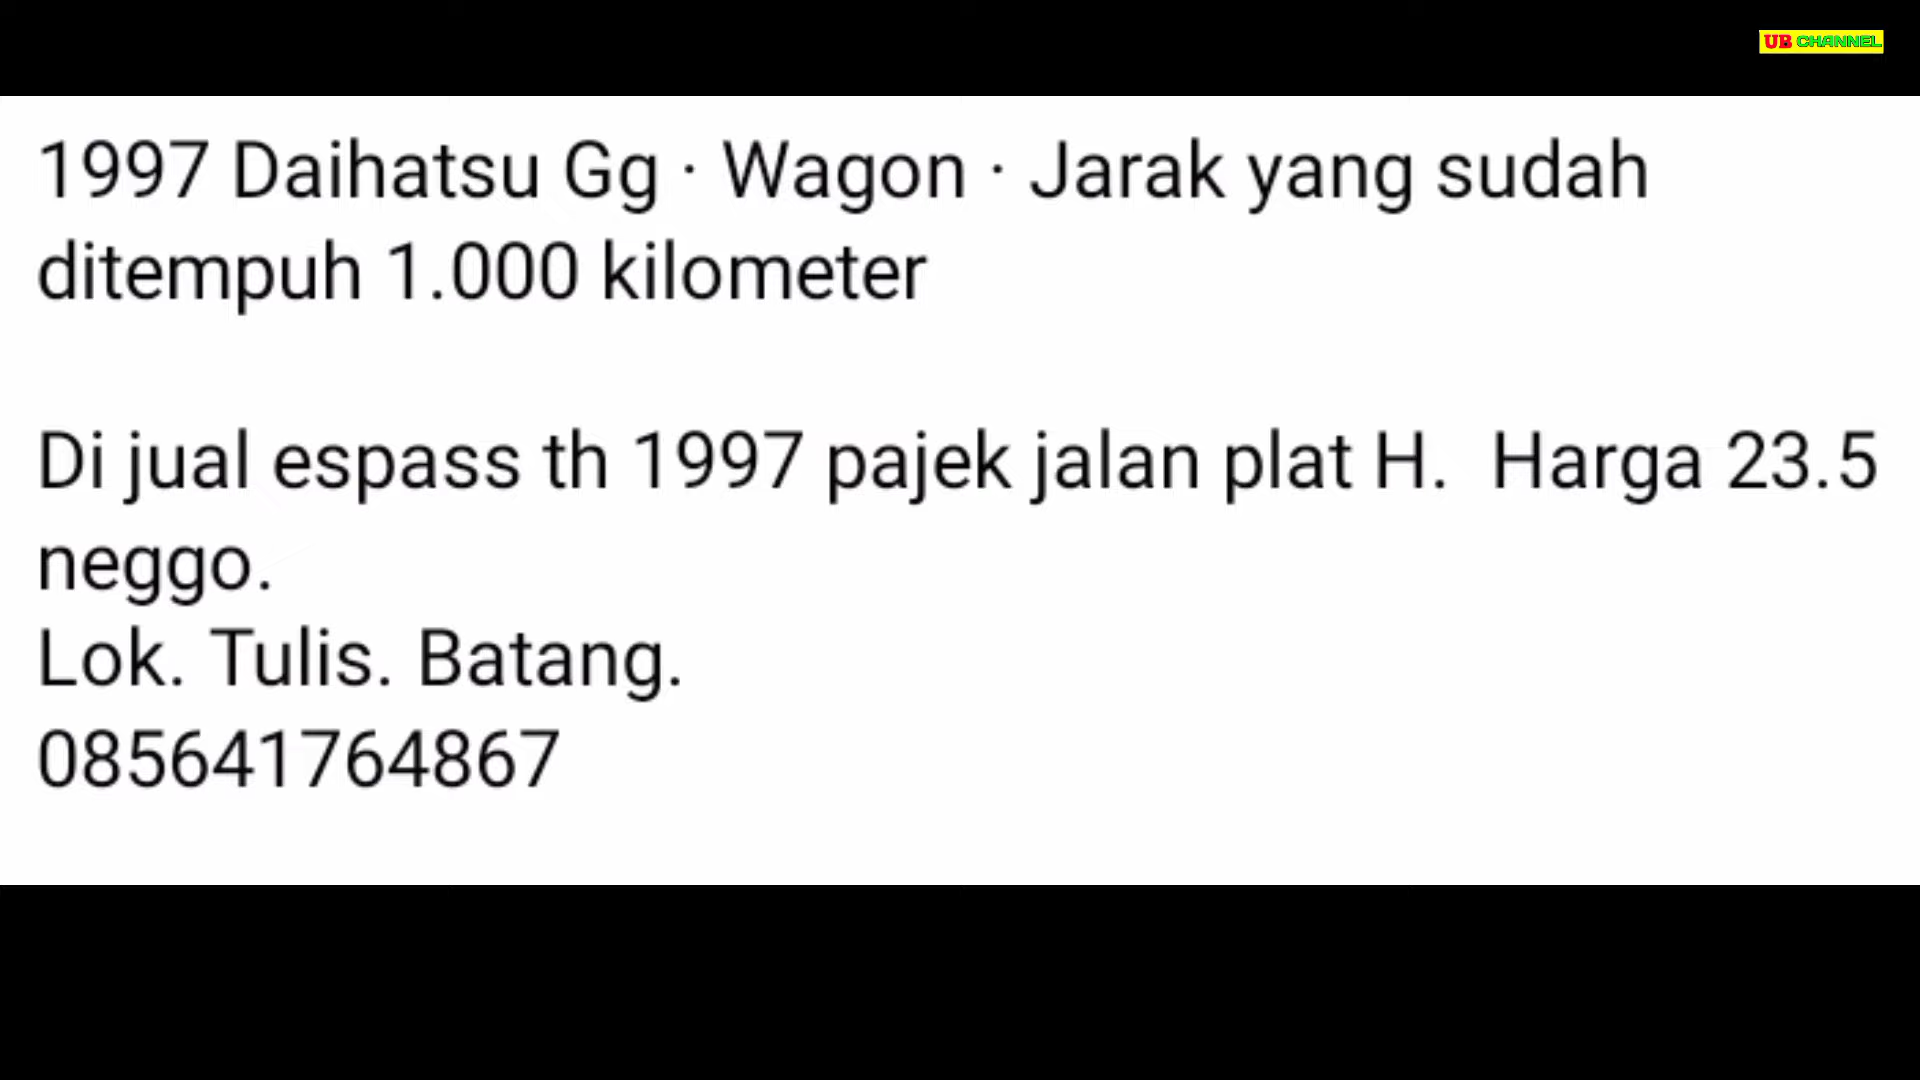 UB CHANNEL
1997 Daihatsu Gg · Wagon · Jarak yang sudah
ditempuh 1.000 kilometer
Di jual espass th 1997 pajek jalan plat H.  Harga 23.5
neggo.
Lok. Tulis. Batang.
085641764867